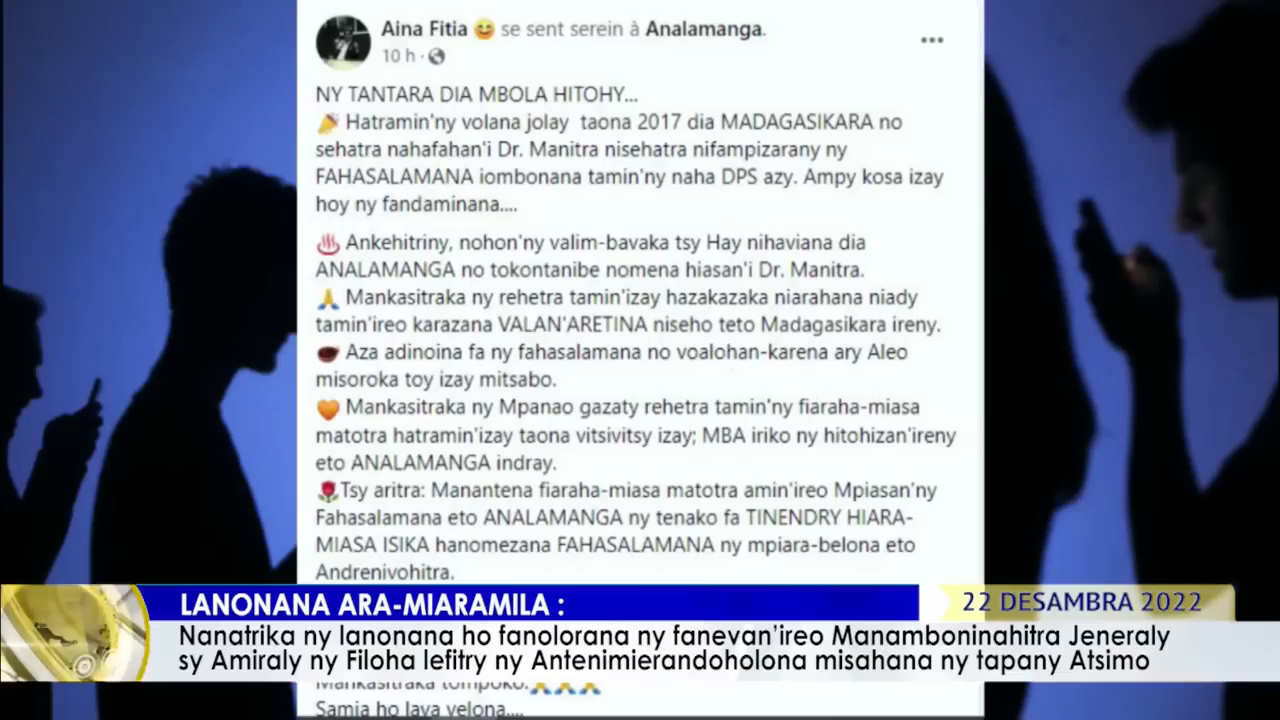 Aina Fitia 😄 se sent serein à Analamanga.
10 h ·
NY TANTARA DIA MBOLA HITOHY...
🎉 Hatramin'ny volana jolay taona 2017 dia MADAGASIKARA no
sehatra nahafahan'i Dr. Manitra nisehatra nifampizarany ny
FAHASALAMANA iombonana tamin'ny naha DPS azy. Ampy kosa izay
hoy ny fandaminana....
♨️ Ankehitriny, nohon'ny valim-bavaka tsy Hay nihaviana dia
ANALAMANGA no tokontanibe nomena hiasan'i Dr. Manitra.
🙏 Mankasitraka ny rehetra tamin'izay hazakazaka niarahana niady
tamin'ireo karazana VALAN'ARETINA niseho teto Madagasikara ireny.
Aza adinoina fa ny fahasalamana no voalohan-karena ary Aleo
misoroka toy izay mitsabo.
🧡 Mankasitraka ny Mpanao gazaty rehetra tamin'ny fiaraha-miasa
matotra hatramin'izay taona vitsivitsy izay; MBA iriko ny hitohizan'ireny
eto ANALAMANGA indray.
🌹Tsy aritra: Manantena fiaraha-miasa matotra amin'ireo Mpiasan'ny
Fahasalamana eto ANALAMANGA ny tenako fa TINENDRY HIARA-
MIASA ISIKA hanomezana FAHASALAMANA ny mpiara-belona eto
Andrenivohitra.
LANONANA ARA-MIARAMILA :
22 DESAMBRA 2022
Nanatrika ny lanonana ho fanolorana ny fanevan'ireo Manamboninahitra Jeneraly
sy Amiraly ny Filoha lefitry ny Antenimierandoholona misahana ny tapany Atsimo
Mankasitraka tompoko.🙏🙏🙏
Samia ho lava velona....